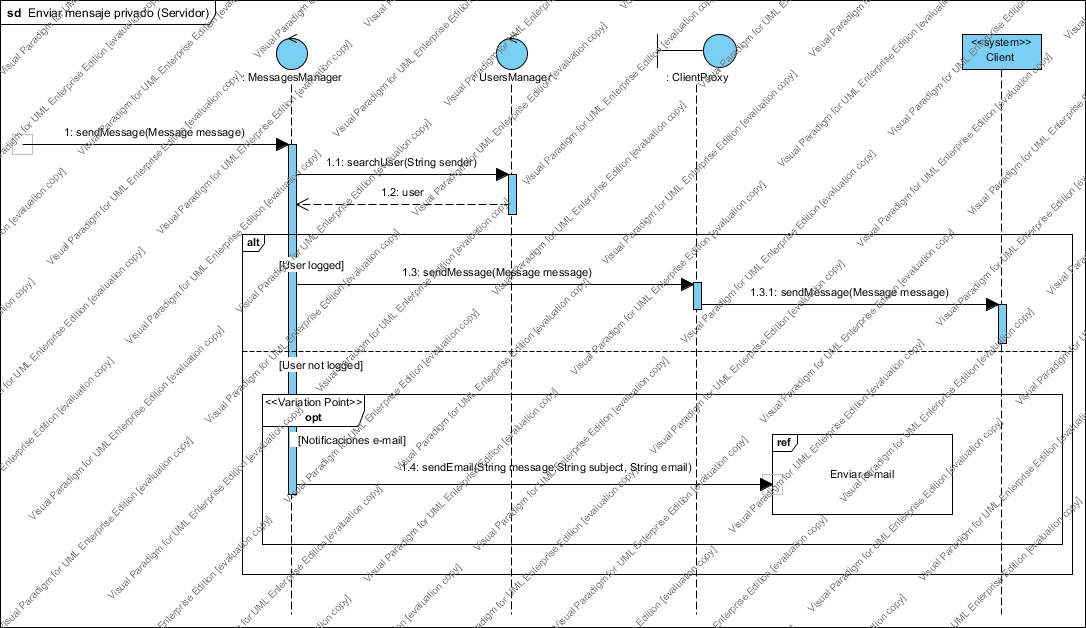 sd Enviar mensaje privado (Servidor)
<<system>>
Client
: MessagesManager
UsersManager
: ClientProxy
1: sendMessage(Message message)
1.1: searchUser(String sender)
1.2: user
alt
[User logged]
1.3: sendMessage(Message message)
1.3.1: sendMessage(Message message)
[User not logged]
<<Variation Point>>
opt
[Notificaciones e-mail]
ref
Enviar e-mail
1.4: sendEmail(String message, String subject, String email)
Visual Paradigm for UML Enterprise Edition [evaluation copy]